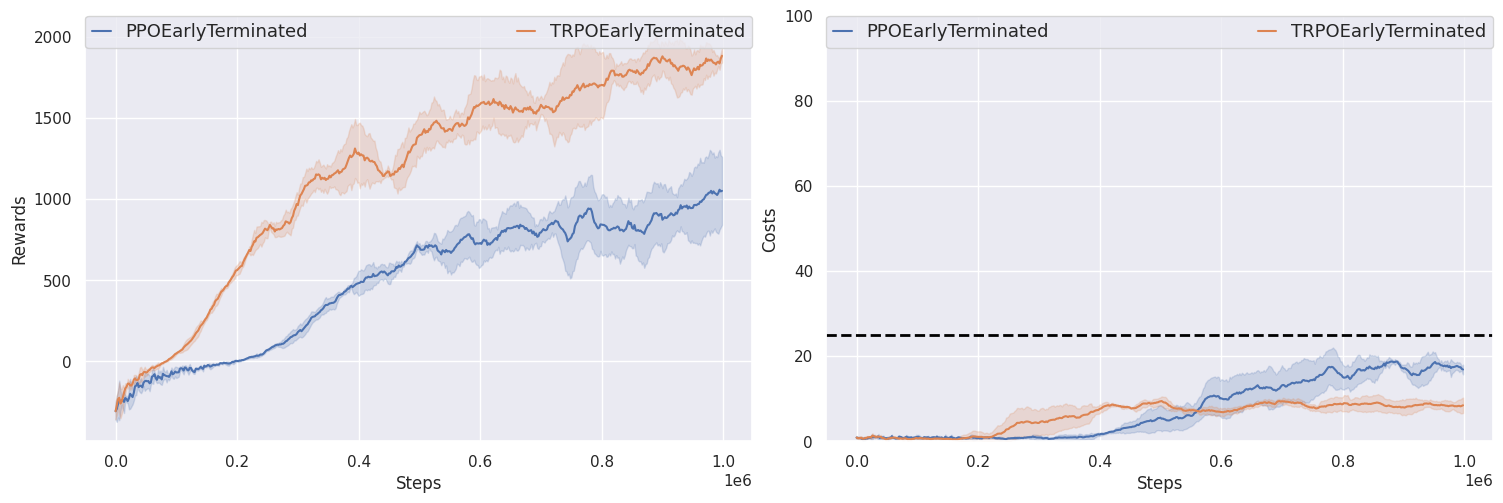 PPOEarlyTerminated TRPOEarlyTerminated
2000
1500
1000
500
0
Rewards
0.0 0.2 0.4 0.6 0.8 1.0
1e6
Steps
PPOEarlyTerminated TRPOEarlyTerminated
100
80
60
40
20
0
Costs
0.0 0.2 0.4 0.6 0.8 1.0
1e6
Steps